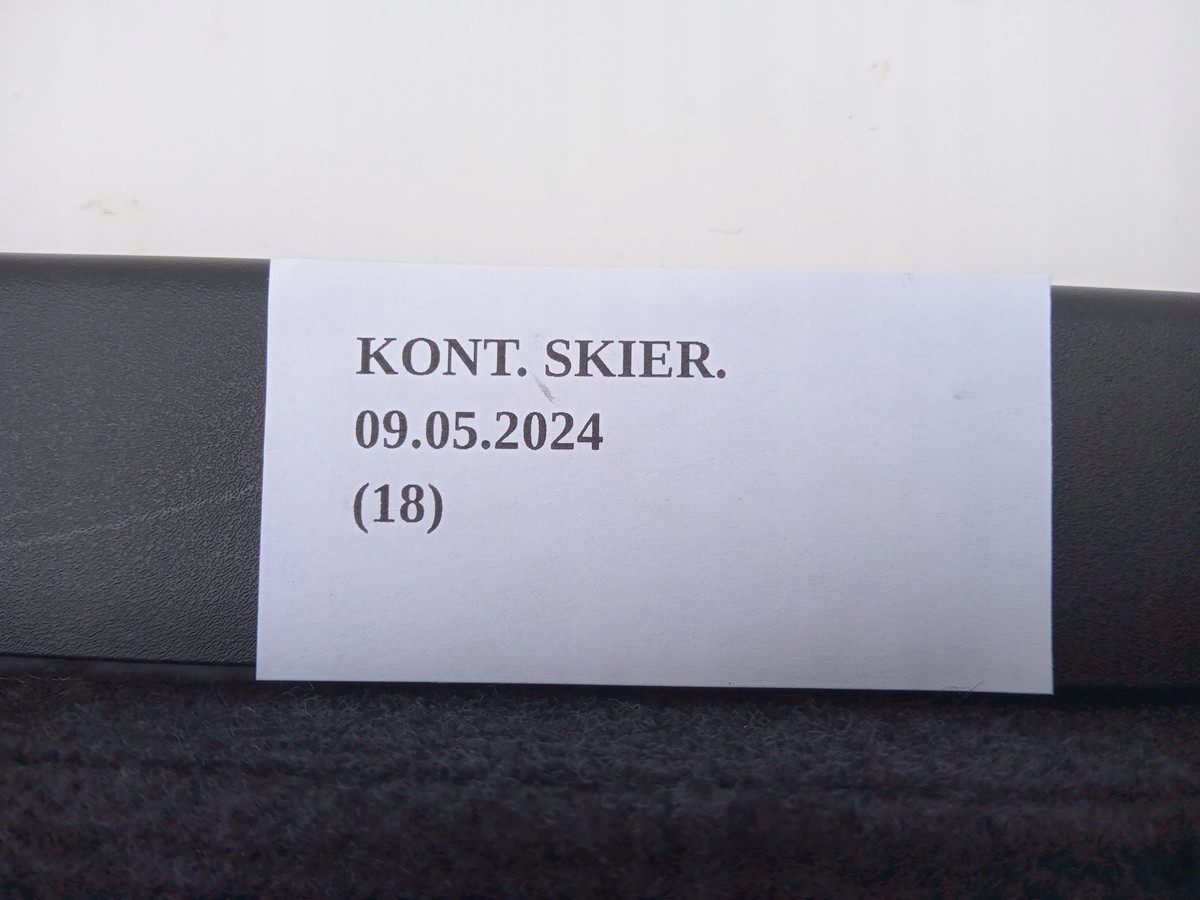 KONT. SKIER.
09.05.2024
(18)